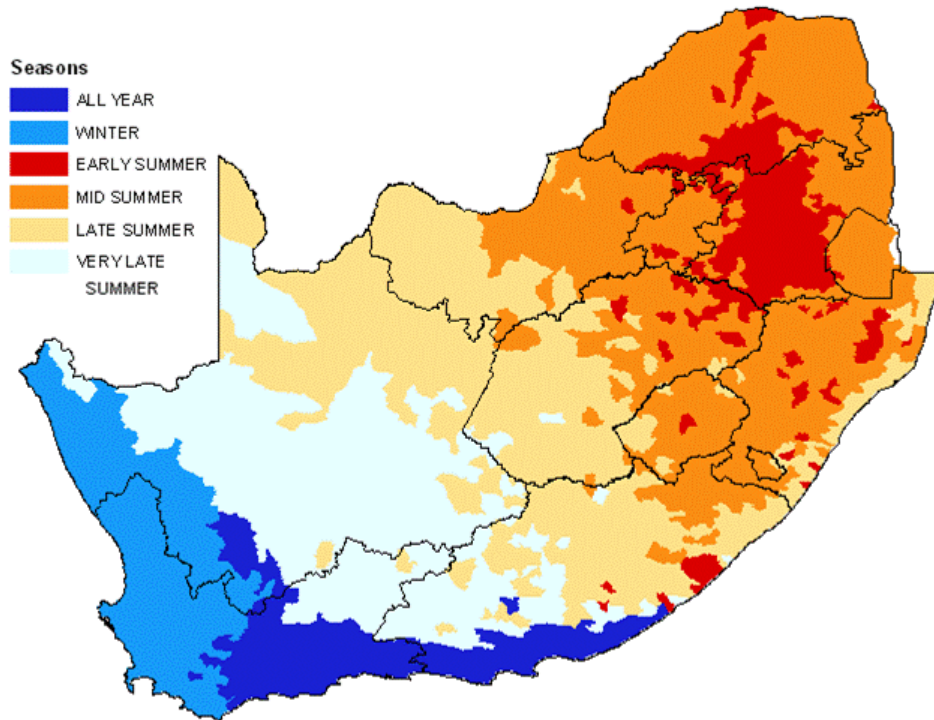 Seasons
ALL YEAR
WINTER
EARLY SUMMER
MID SUMMER
LATE SUMMER
VERY LATE
SUMMER